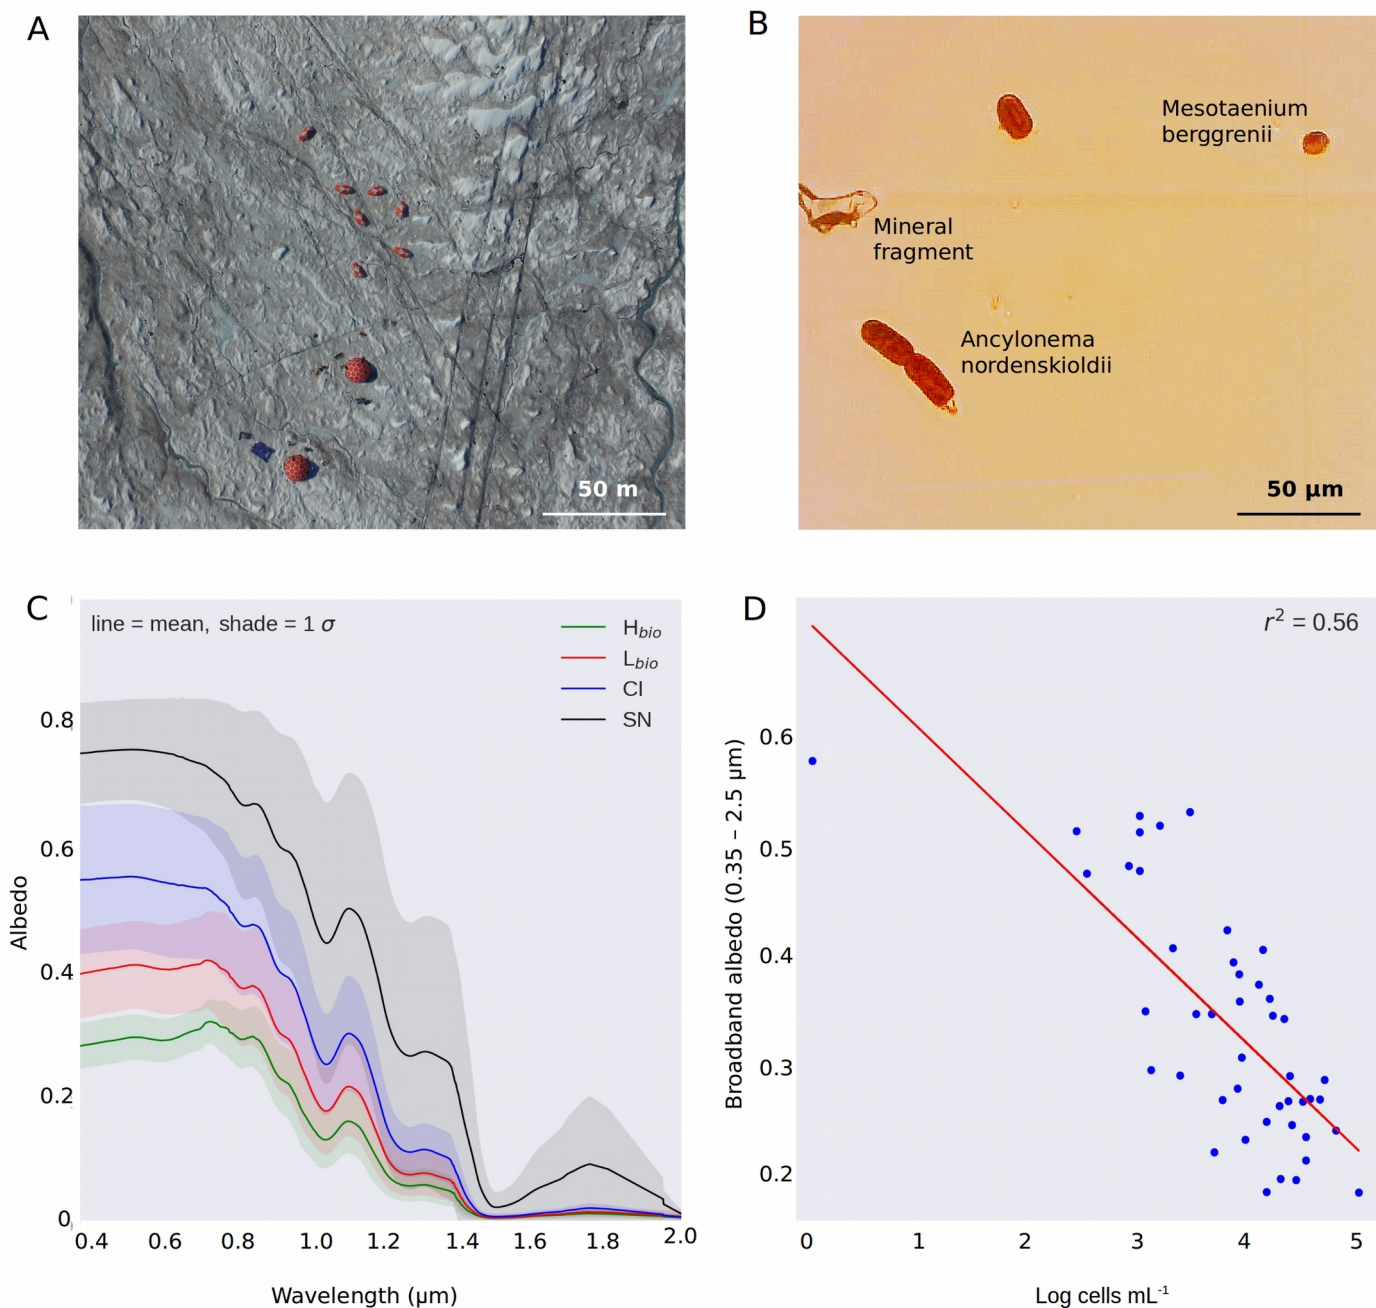 A
50 m
B
Mesotaenium
berggrenii
Mineral
fragment
Ancylonema
nordenskioldii
50 µm
C
line = mean, shade = 1 σ
H_bio
L_bio
CI
SN
Albedo
0.8
0.6
0.4
0.2
0
0.4 0.6 0.8 1.0 1.2 1.4 1.6 1.8 2.0
Wavelength (µm)
D
r² = 0.56
Broadband albedo (0.35 – 2.5 µm)
0.6
0.5
0.4
0.3
0.2
0 1 2 3 4 5
Log cells mL⁻¹